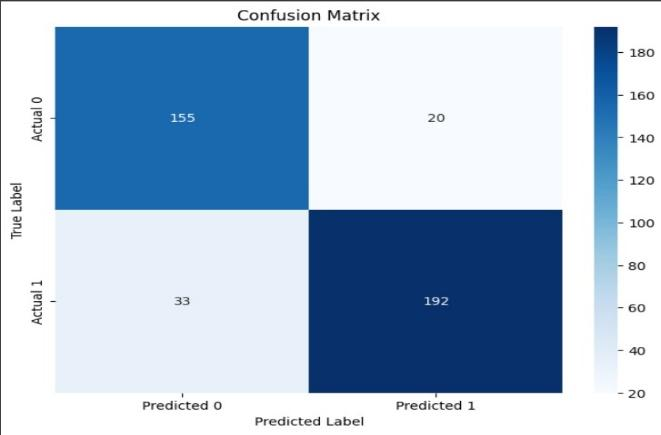 Confusion Matrix
Actual 0
155
20
Actual 1
33
192
True Label
Predicted 0
Predicted 1
Predicted Label
180
160
140
120
100
80
60
40
20